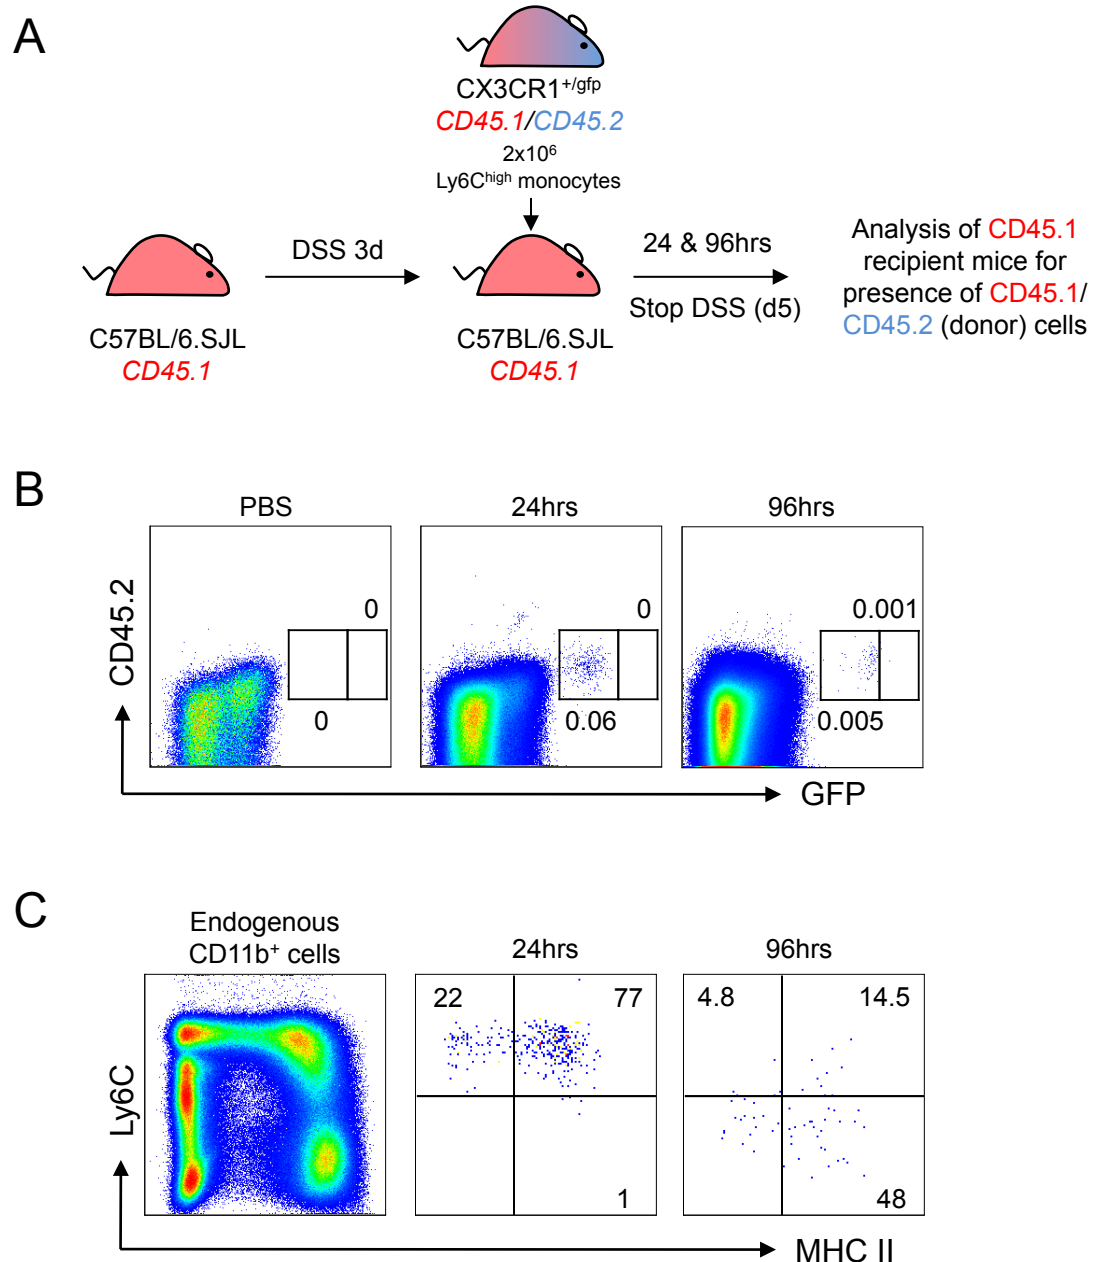 A
CX3CR1+/gfp
CD45.1/CD45.2
2x10⁶
Ly6Chigh monocytes
DSS 3d
24 & 96hrs
Stop DSS (d5)
C57BL/6.SJL
CD45.1
C57BL/6.SJL
CD45.1
Analysis of CD45.1
recipient mice for
presence of CD45.1/
CD45.2 (donor) cells
B
PBS
24hrs
96hrs
CD45.2
0
0
0
0.06
0.001
0.005
GFP
C
Endogenous
CD11b+ cells
24hrs
96hrs
Ly6C
22
77
1
4.8
14.5
48
MHC II